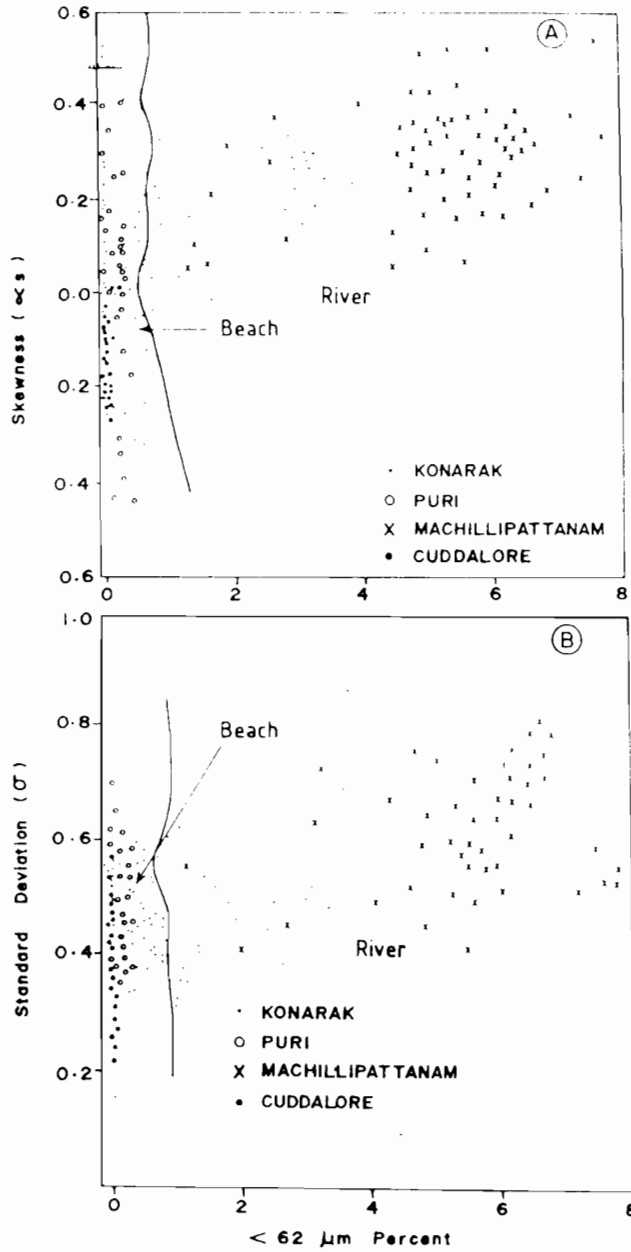 0.6
A
0.4
0.2
0.0
0.2
0.4
0.6
Skewness (∝s)
River
Beach
· KONARAK
o PURI
x MACHILLIPATTANAM
• CUDDALORE
0 2 4 6 8
1.0
B
0.8
0.6
0.4
0.2
Standard Deviation (σ)
Beach
River
· KONARAK
o PURI
x MACHILLIPATTANAM
• CUDDALORE
0 2 4 6 8
< 62 µm Percent